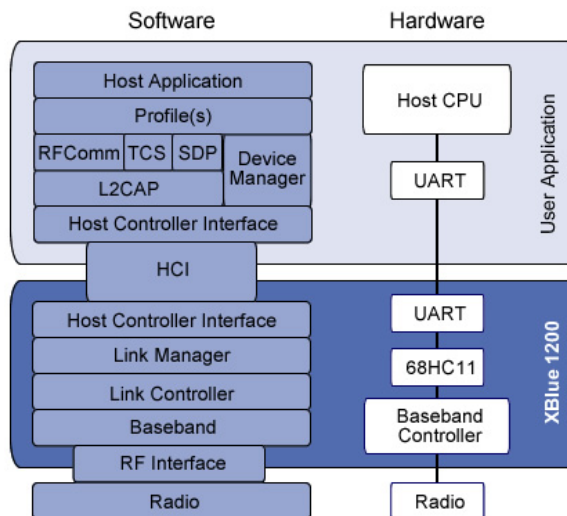 Software
Hardware
Host Application
Profile(s)
RFComm
TCS
SDP
Device
Manager
L2CAP
Host Controller Interface
HCI
Host Controller Interface
Link Manager
Link Controller
Baseband
RF Interface
Radio
Host CPU
UART
UART
68HC11
Baseband
Controller
Radio
User Application
XBlue 1200